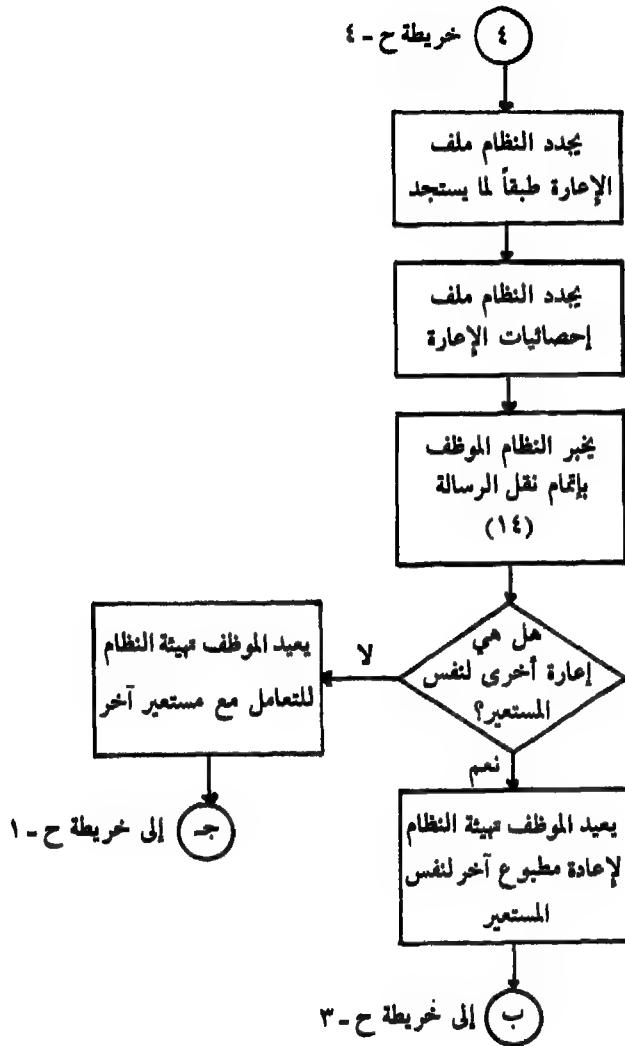 ٤ خريطة ح - ٤
يجدد النظام ملف
الإعارة طبقاً لما يستجد
يجدد النظام ملف
إحصائيات الإعارة
يخبر النظام الموظف
بإتمام نقل الرسالة
(١٤)
هل هي
إعارة أخرى لنفس
المستعير؟
لا
يعيد الموظف تهيئة النظام
للتعامل مع مستعير آخر
جـ إلى خريطة ح - ١
نعم
يعيد الموظف تهيئة النظام
لإعادة مطبوع آخر لنفس
المستعير
ب إلى خريطة ح - ٣